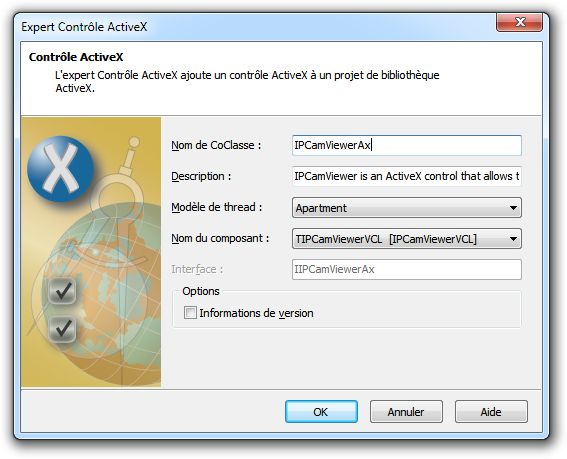 Expert Contrôle ActiveX
Contrôle ActiveX
L'expert Contrôle ActiveX ajoute un contrôle ActiveX à un projet de bibliothèque
ActiveX.
Nom de CoClasse :
IPCamViewerAx
Description :
IPCamViewer is an ActiveX control that allows t
Modèle de thread :
Apartment
Nom du composant :
TIPCamViewerVCL [IPCamViewerVCL]
Interface :
IIPCamViewerAx
Options
Informations de version
OK
Annuler
Aide